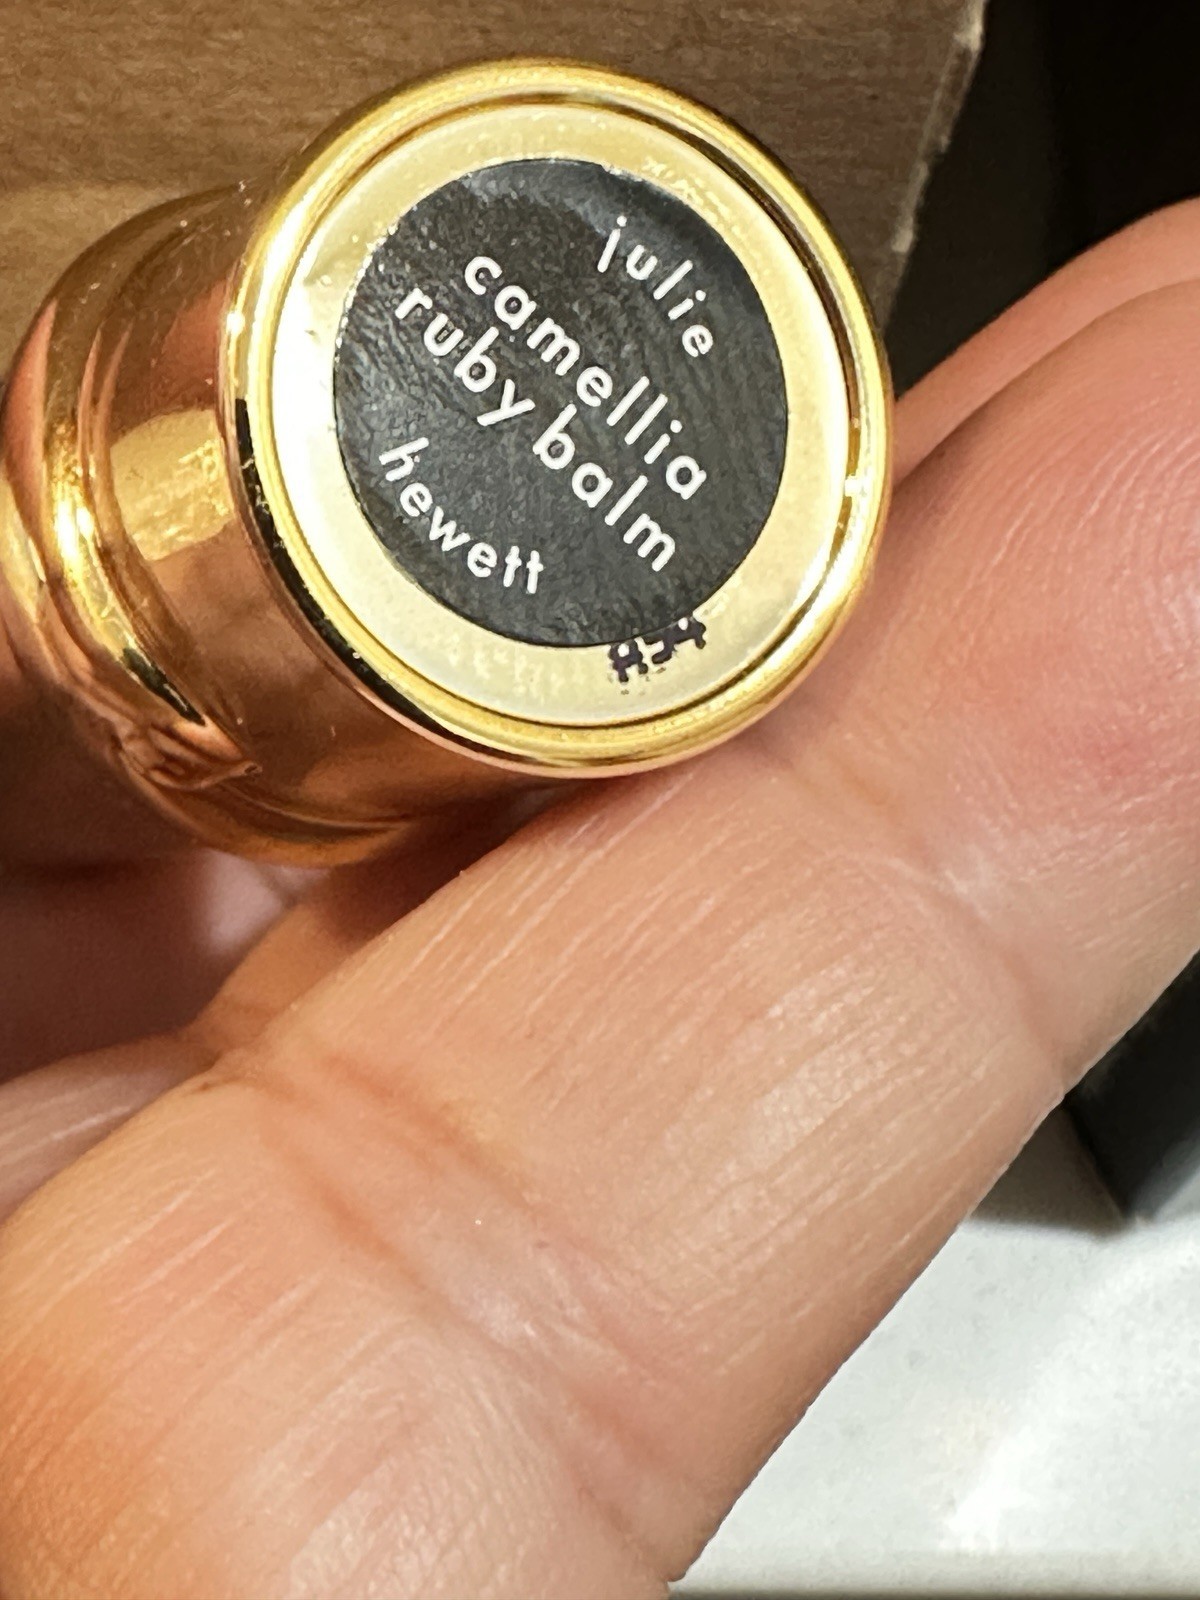 julie
camellia
ruby balm
hewett